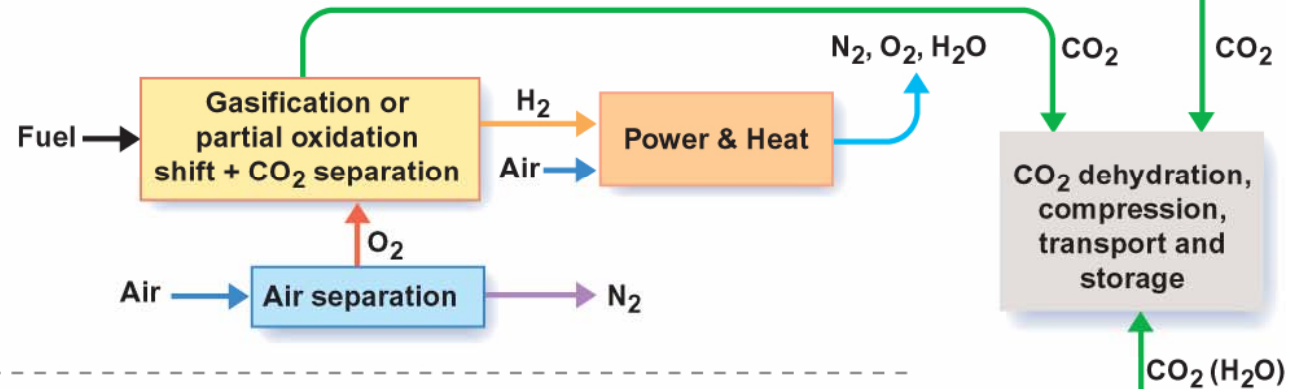 N₂, O₂, H₂O
CO₂
CO₂
Gasification or
partial oxidation
shift + CO₂ separation
Fuel
H₂
Air
Power & Heat
CO₂ dehydration,
compression,
transport and
storage
O₂
Air
Air separation
N₂
CO₂ (H₂O)